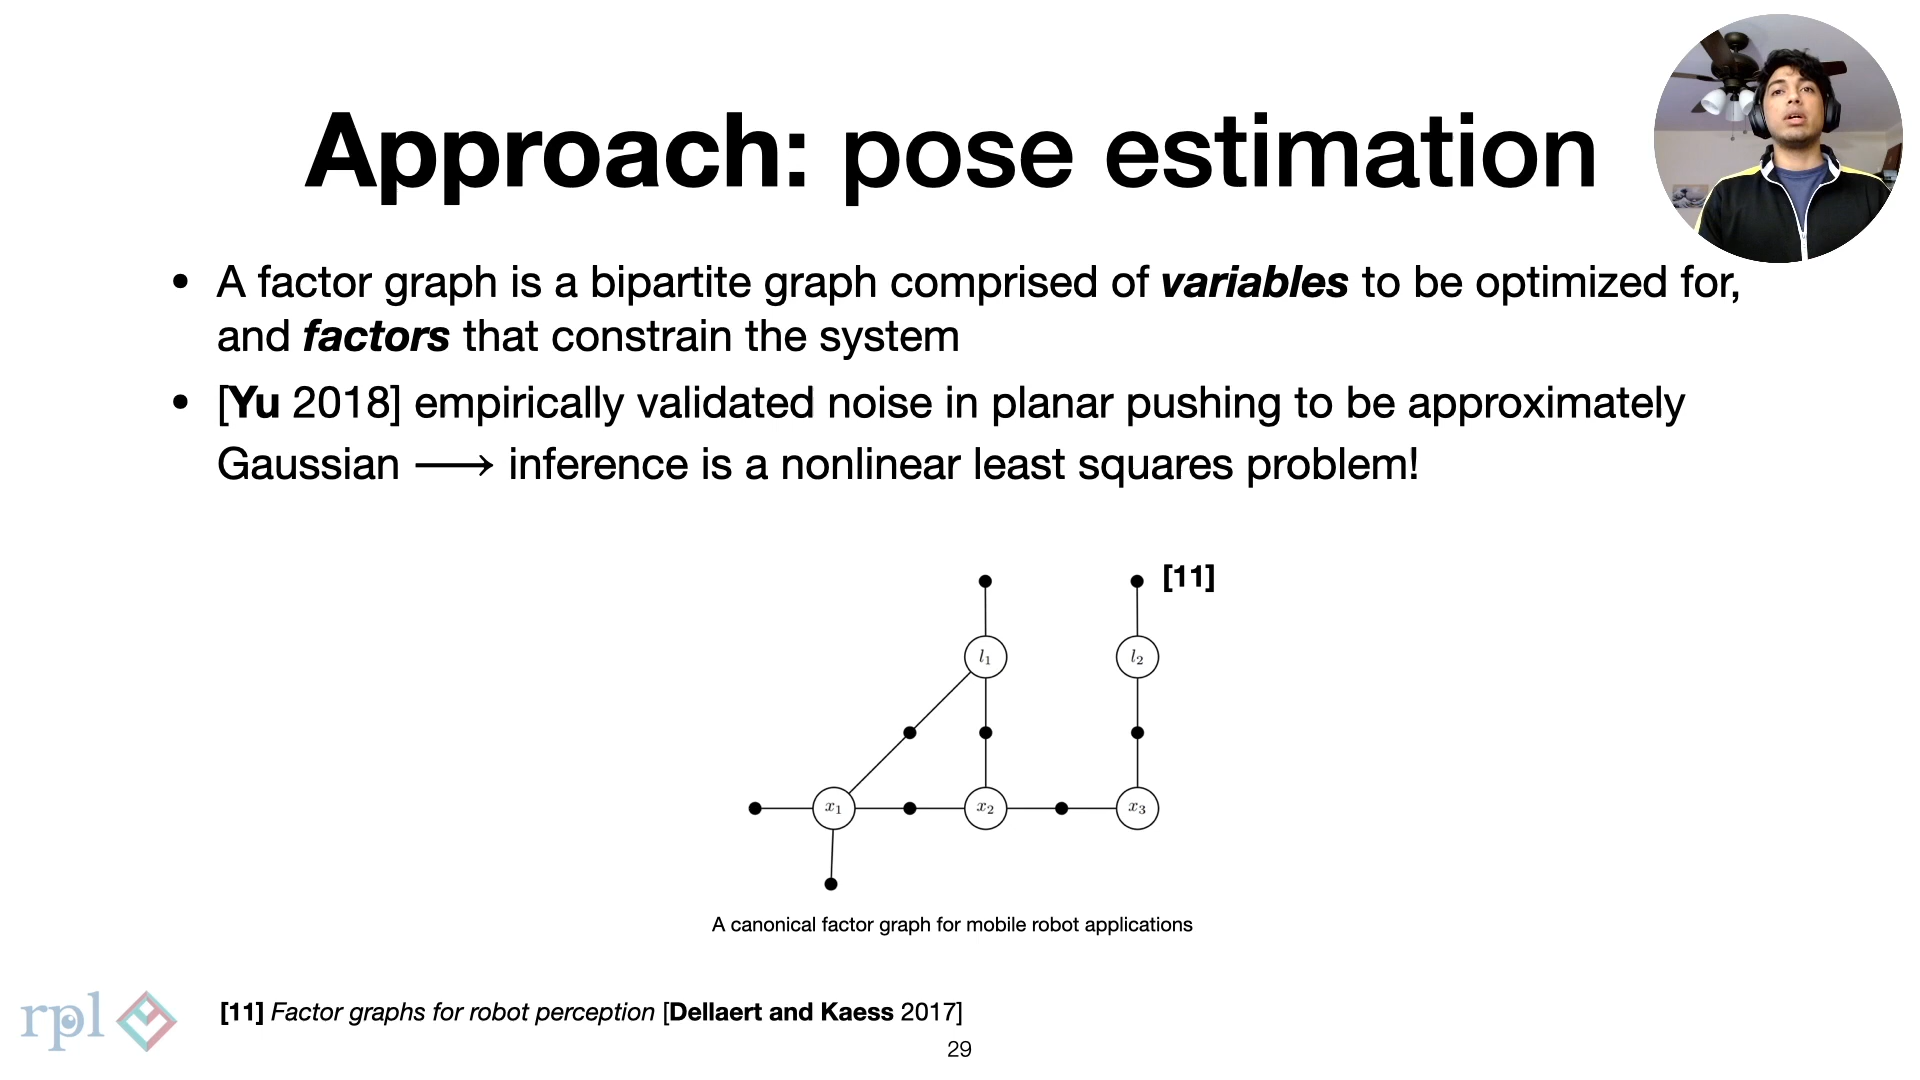 Approach: pose estimation
• A factor graph is a bipartite graph comprised of variables to be optimized for,
and factors that constrain the system
• [Yu 2018] empirically validated noise in planar pushing to be approximately
Gaussian ⟶ inference is a nonlinear least squares problem!
[11]
l₁
l₂
x₁
x₂
x₃
A canonical factor graph for mobile robot applications
rpl
[11] Factor graphs for robot perception [Dellaert and Kaess 2017]
29